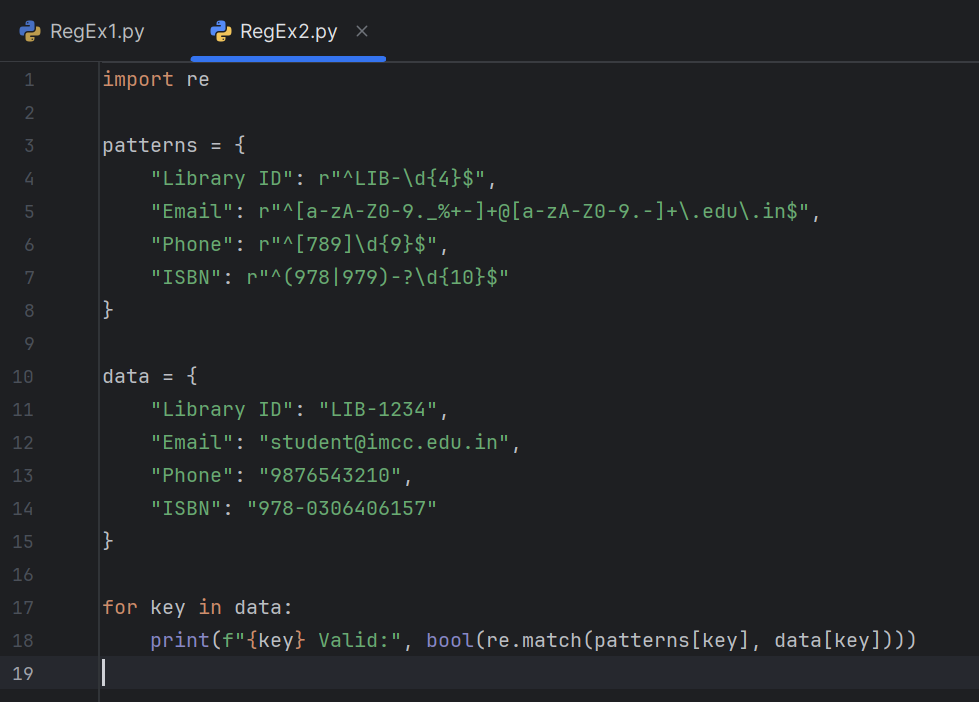 RegEx1.py RegEx2.py
1 import re
2
3 patterns = {
4     "Library ID": r"^LIB-\d{4}$",
5     "Email": r"^[a-zA-Z0-9._%+-]+@[a-zA-Z0-9.-]+\.edu\.in$",
6     "Phone": r"^[789]\d{9}$",
7     "ISBN": r"^(978|979)-?\d{10}$"
8 }
9
10 data = {
11     "Library ID": "LIB-1234",
12     "Email": "student@imcc.edu.in",
13     "Phone": "9876543210",
14     "ISBN": "978-0306406157"
15 }
16
17 for key in data:
18     print(f"{key} Valid:", bool(re.match(patterns[key], data[key])))
19